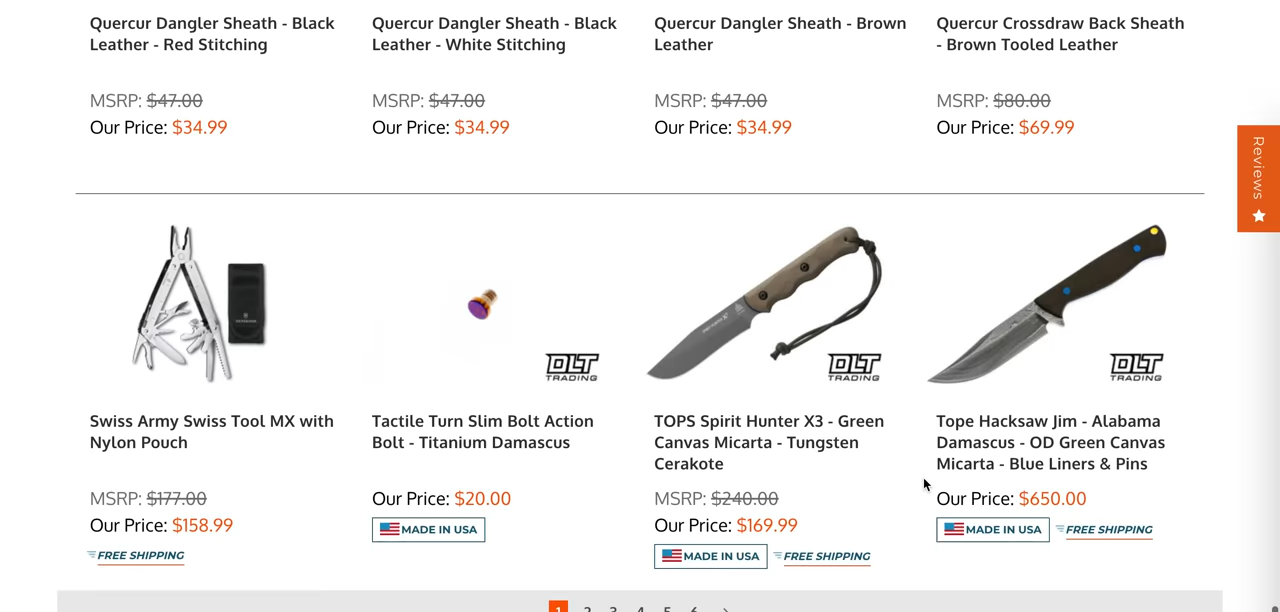 Quercur Dangler Sheath - Black
Leather - Red Stitching
MSRP: $47.00
Our Price: $34.99
Quercur Dangler Sheath - Black
Leather - White Stitching
MSRP: $47.00
Our Price: $34.99
Quercur Dangler Sheath - Brown
Leather
MSRP: $47.00
Our Price: $34.99
Quercur Crossdraw Back Sheath
- Brown Tooled Leather
MSRP: $80.00
Our Price: $69.99
Reviews
Swiss Army Swiss Tool MX with
Nylon Pouch
MSRP: $177.00
Our Price: $158.99
FREE SHIPPING
DLT
TRADING
Tactile Turn Slim Bolt Action
Bolt - Titanium Damascus
Our Price: $20.00
MADE IN USA
DLT
TRADING
TOPS Spirit Hunter X3 - Green
Canvas Micarta - Tungsten
Cerakote
MSRP: $240.00
Our Price: $169.99
MADE IN USA
FREE SHIPPING
DLT
TRADING
Tope Hacksaw Jim - Alabama
Damascus - OD Green Canvas
Micarta - Blue Liners & Pins
Our Price: $650.00
MADE IN USA
FREE SHIPPING
1 2 3 4 5 6 >